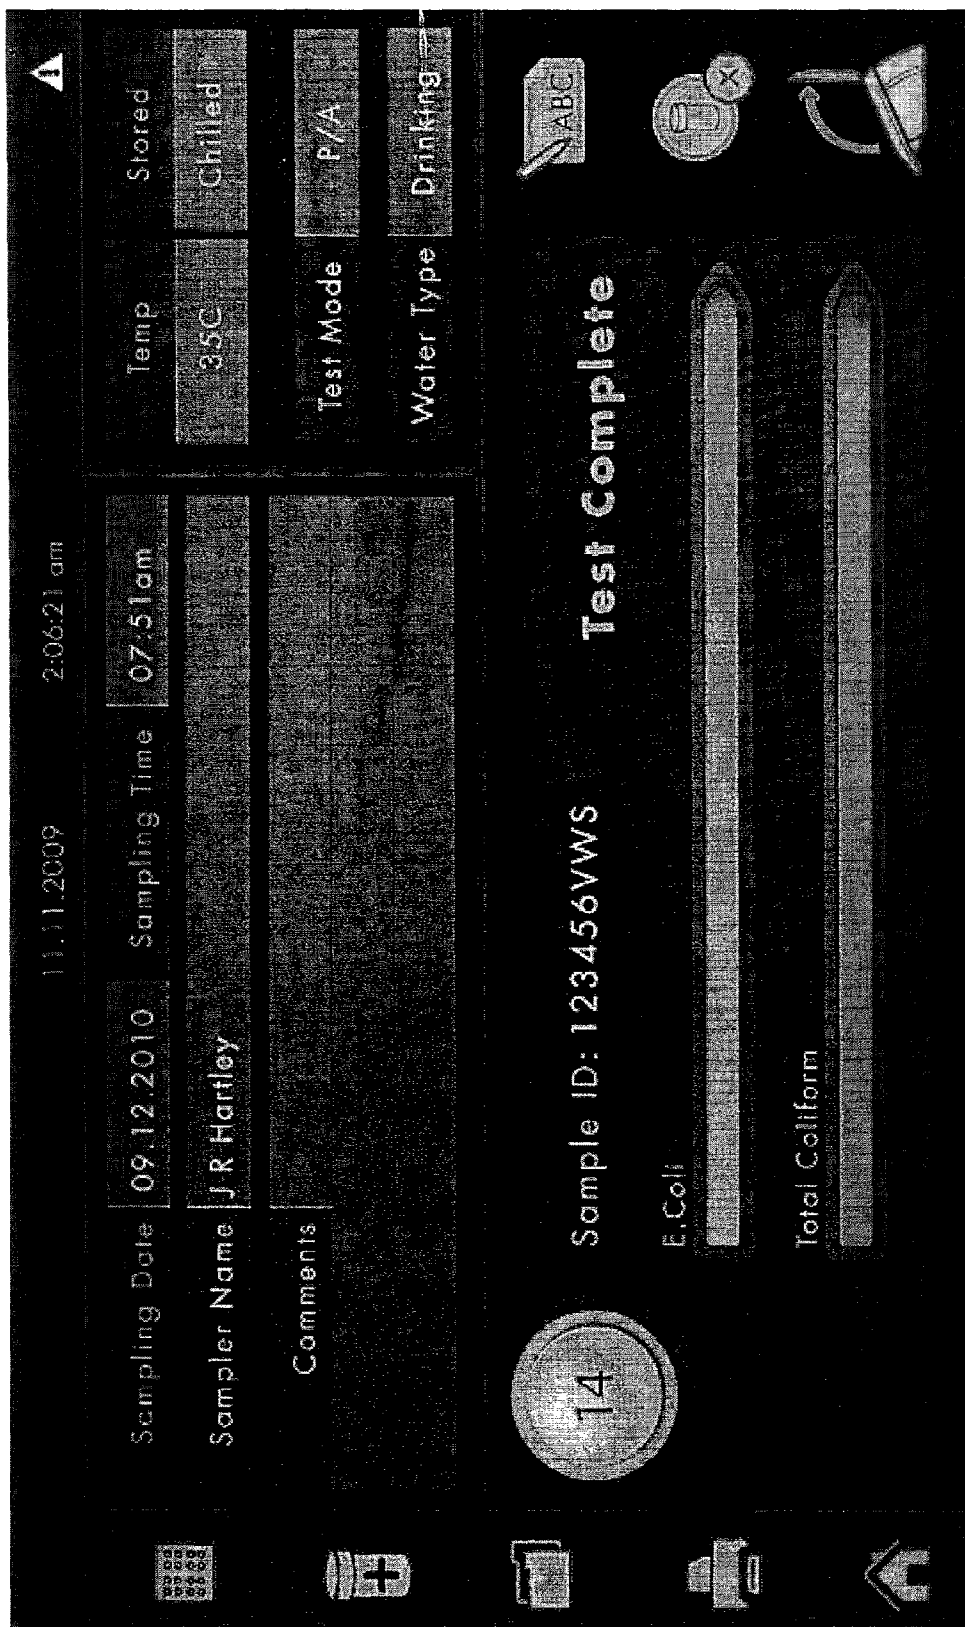 11.11.2009 2:06:21 am
Sampling Date 09.12.2010 Sampling Time 07:51am
Sampler Name J R Hartley
Comments
Temp Stored
35C Chilled
Test Mode P/A
Water Type Drinking
14
Sample ID: 123456VWS Test Complete
E.Coli
Total Coliform
ABC